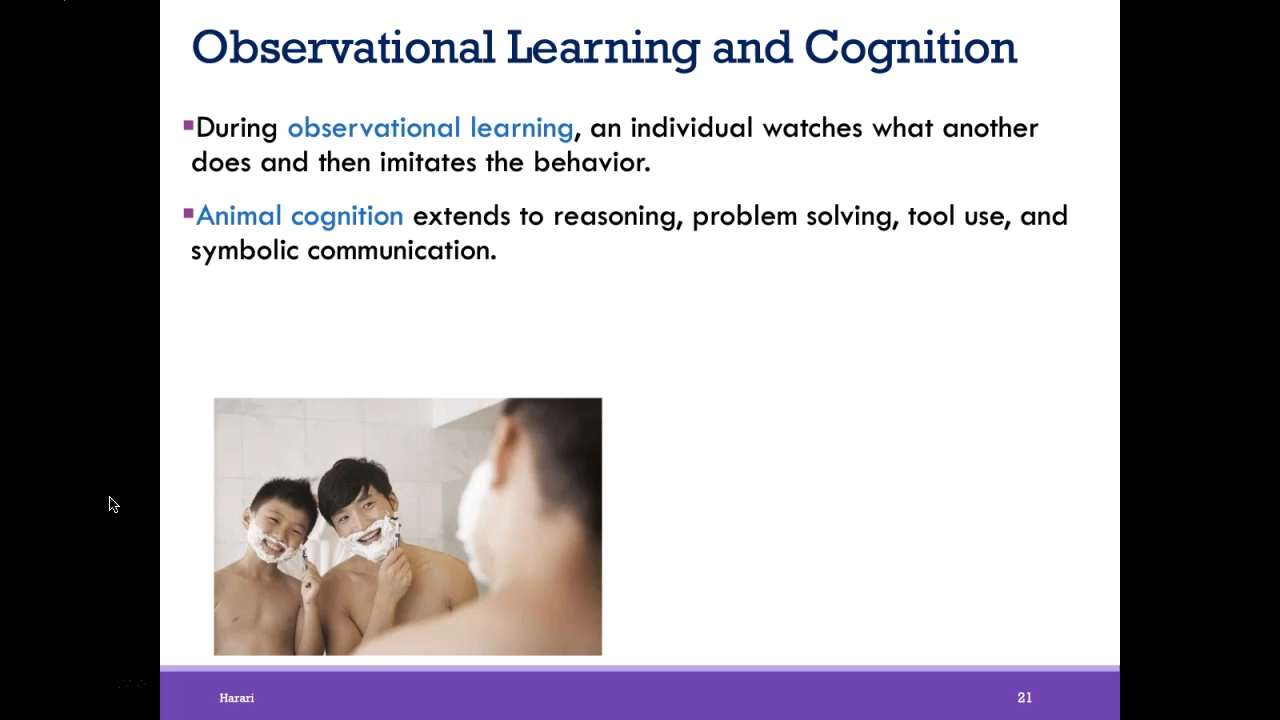 Observational Learning and Cognition
▪During observational learning, an individual watches what another
does and then imitates the behavior.
▪Animal cognition extends to reasoning, problem solving, tool use, and
symbolic communication.
Harari
21